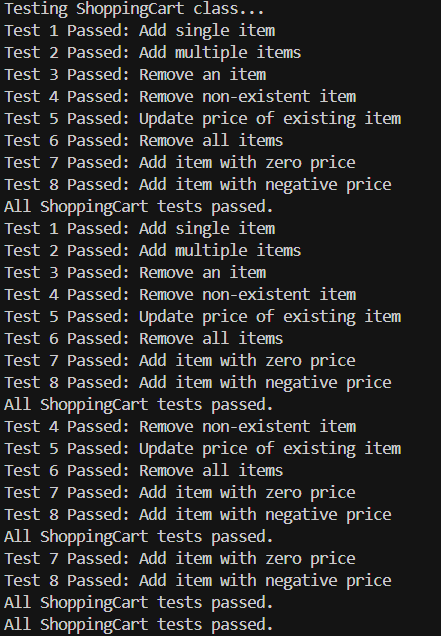 Testing ShoppingCart class...
Test 1 Passed: Add single item
Test 2 Passed: Add multiple items
Test 3 Passed: Remove an item
Test 4 Passed: Remove non-existent item
Test 5 Passed: Update price of existing item
Test 6 Passed: Remove all items
Test 7 Passed: Add item with zero price
Test 8 Passed: Add item with negative price
All ShoppingCart tests passed.
Test 1 Passed: Add single item
Test 2 Passed: Add multiple items
Test 3 Passed: Remove an item
Test 4 Passed: Remove non-existent item
Test 5 Passed: Update price of existing item
Test 6 Passed: Remove all items
Test 7 Passed: Add item with zero price
Test 8 Passed: Add item with negative price
All ShoppingCart tests passed.
Test 4 Passed: Remove non-existent item
Test 5 Passed: Update price of existing item
Test 6 Passed: Remove all items
Test 7 Passed: Add item with zero price
Test 8 Passed: Add item with negative price
All ShoppingCart tests passed.
Test 7 Passed: Add item with zero price
Test 8 Passed: Add item with negative price
All ShoppingCart tests passed.
All ShoppingCart tests passed.